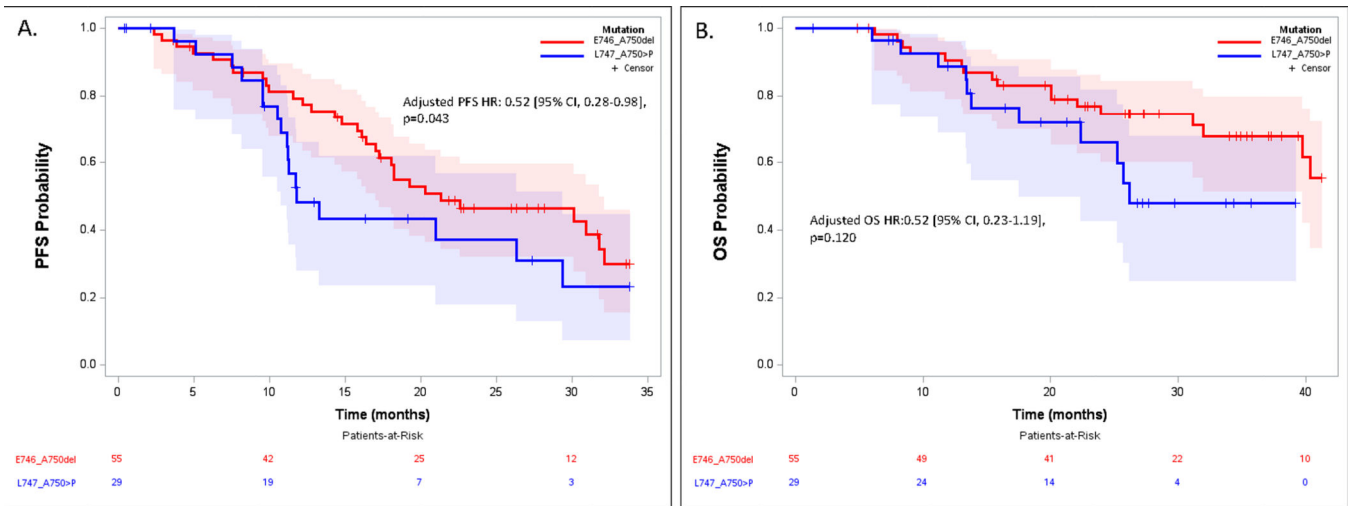 A.
Mutation
E746_A750del
L747_A750>P
+ Censor
Adjusted PFS HR: 0.52 [95% CI, 0.28-0.98],
p=0.043
PFS Probability
1.0
0.8
0.6
0.4
0.2
0.0
0 5 10 15 20 25 30 35
Time (months)
Patients-at-Risk
E746_A750del 55 42 25 12
L747_A750>P 29 19 7 3
B.
Mutation
E746_A750del
L747_A750>P
+ Censor
Adjusted OS HR:0.52 [95% CI, 0.23-1.19],
p=0.120
OS Probability
1.0
0.8
0.6
0.4
0.2
0.0
0 10 20 30 40
Time (months)
Patients-at-Risk
E746_A750del 55 49 41 22 10
L747_A750>P 29 24 14 4 0